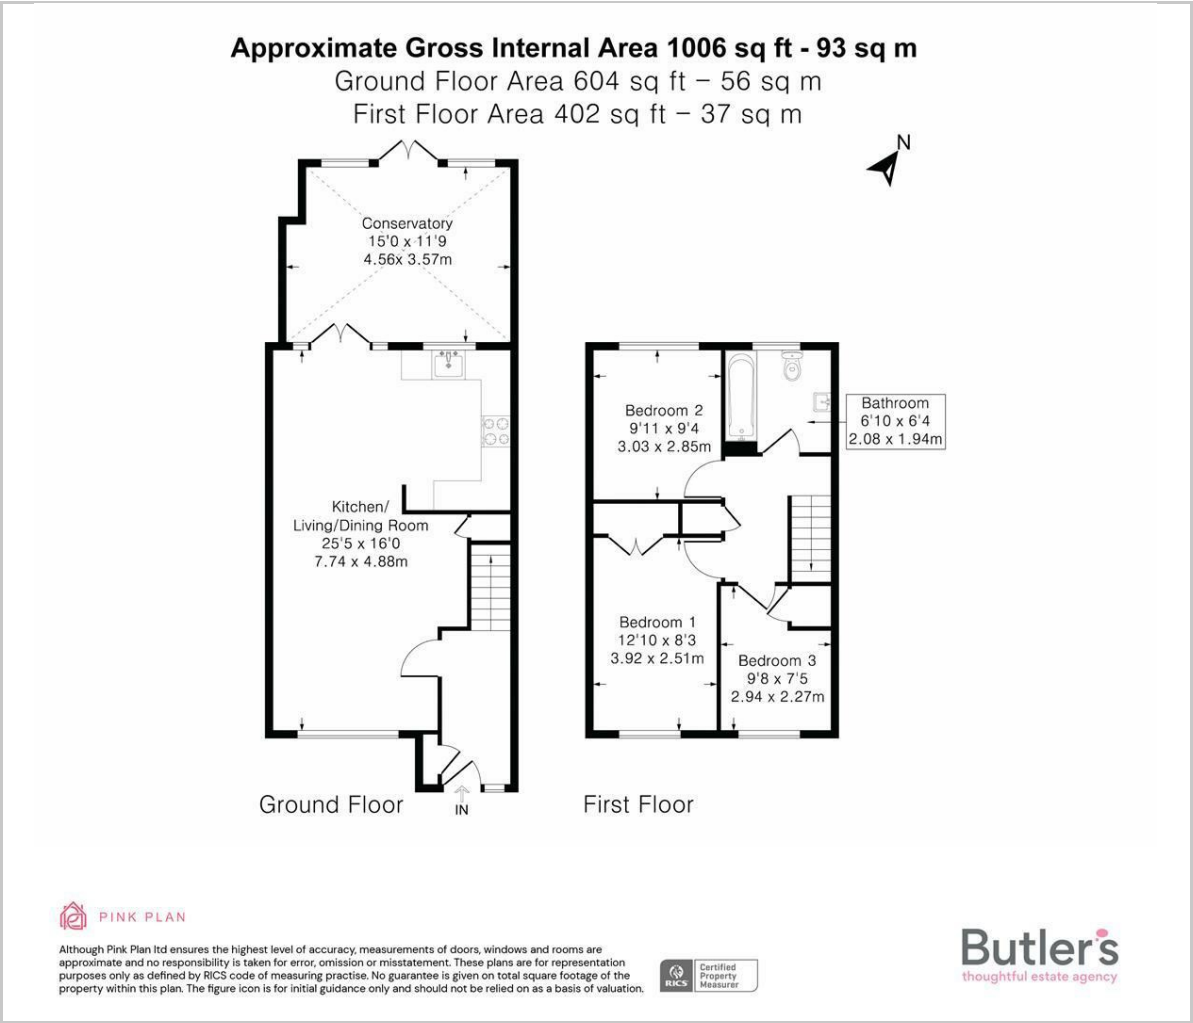 Approximate Gross Internal Area 1006 sq ft - 93 sq m
Ground Floor Area 604 sq ft – 56 sq m
First Floor Area 402 sq ft – 37 sq m
N
Conservatory
15'0 x 11'9
4.56x 3.57m
Kitchen/
Living/Dining Room
25'5 x 16'0
7.74 x 4.88m
IN
Ground Floor
Bedroom 2
9'11 x 9'4
3.03 x 2.85m
Bathroom
6'10 x 6'4
2.08 x 1.94m
Bedroom 1
12'10 x 8'3
3.92 x 2.51m
Bedroom 3
9'8 x 7'5
2.94 x 2.27m
First Floor
PINK PLAN
Although Pink Plan ltd ensures the highest level of accuracy, measurements of doors, windows and rooms are
approximate and no responsibility is taken for error, omission or misstatement. These plans are for representation
purposes only as defined by RICS code of measuring practise. No guarantee is given on total square footage of the
property within this plan. The figure icon is for initial guidance only and should not be relied on as a basis of valuation.
RICS
Certified
Property
Measurer
Butler's
thoughtful estate agency